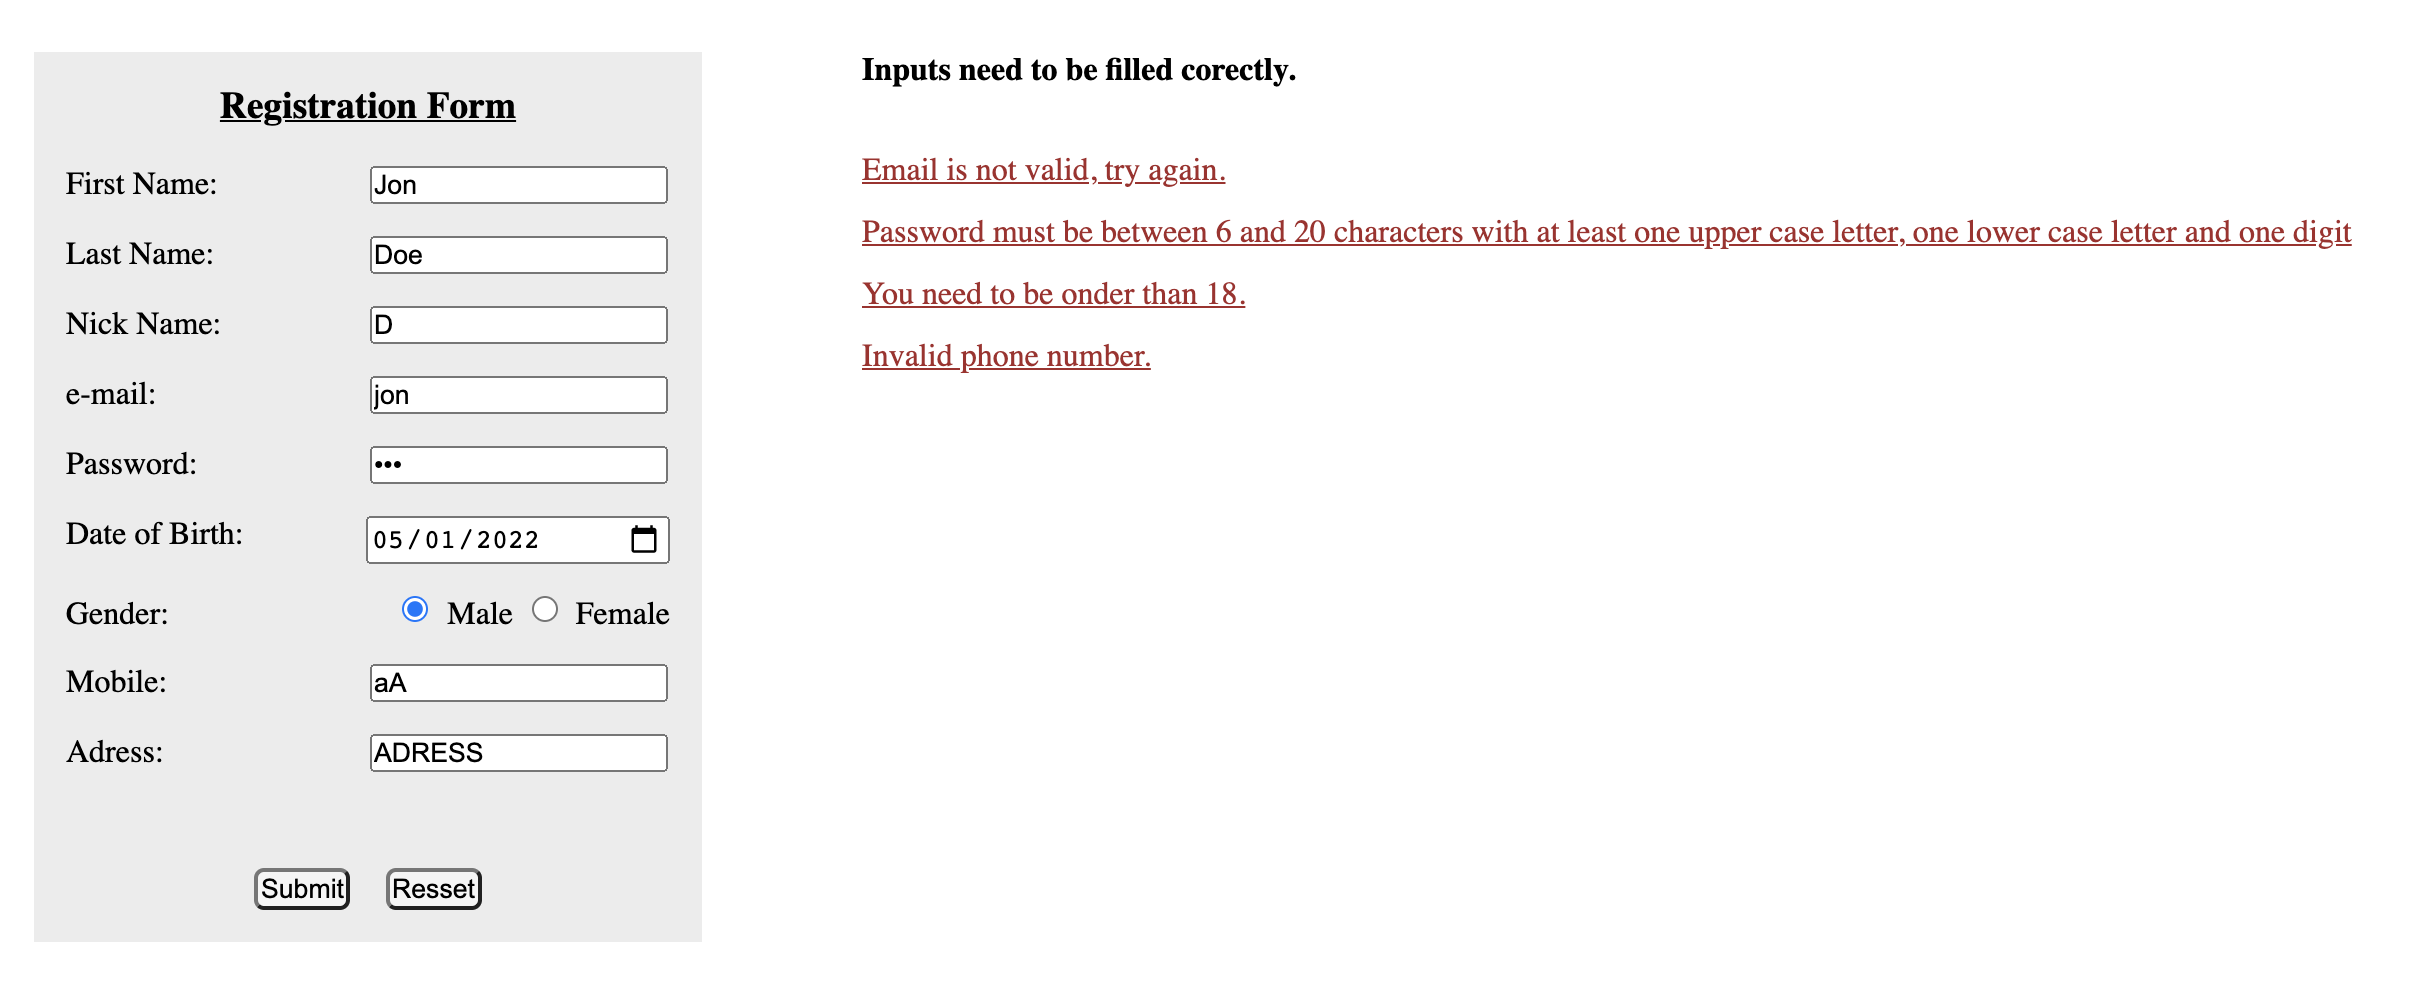 Registration Form
First Name: Jon
Last Name: Doe
Nick Name: D
e-mail: jon
Password: •••
Date of Birth: 05/01/2022
Gender: Male Female
Mobile: aA
Adress: ADRESS
Submit Resset
Inputs need to be filled corectly.
Email is not valid, try again.
Password must be between 6 and 20 characters with at least one upper case letter, one lower case letter and one digit
You need to be onder than 18.
Invalid phone number.